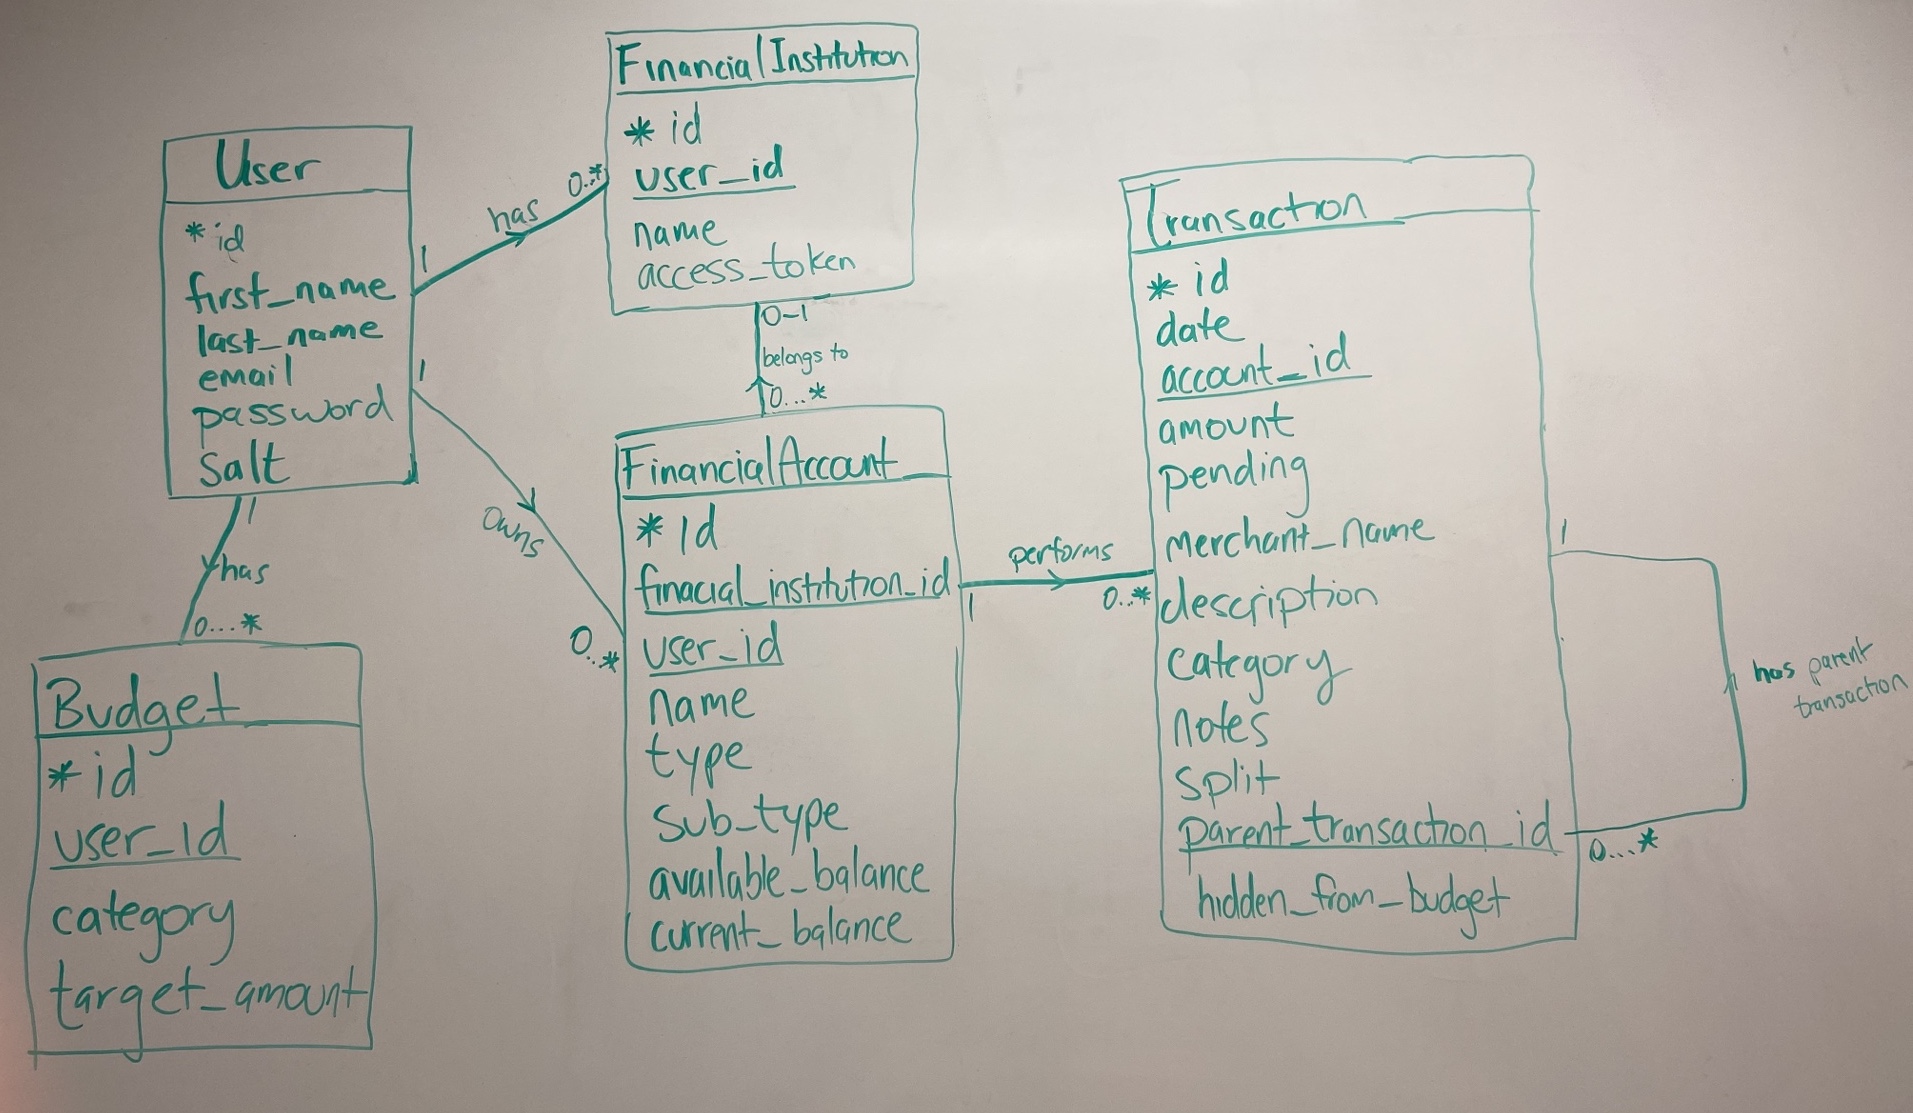 User
* id
first_name
last_name
email
password
salt
1
has
0..*
1
owns
0..*
1
has
0...*
Budget
* id
user_id
category
target_amount
FinancialInstitution
* id
user_id
name
access_token
0-1
belongs to
0...*
FinancialAccount
* id
finacial_institution_id
user_id
name
type
sub_type
available_balance
current_balance
performs
1
0..*
Transaction
* id
date
account_id
amount
pending
merchant_name
description
category
notes
split
parent_transaction_id
hidden_from_budget
1
has parent
transaction
0...*